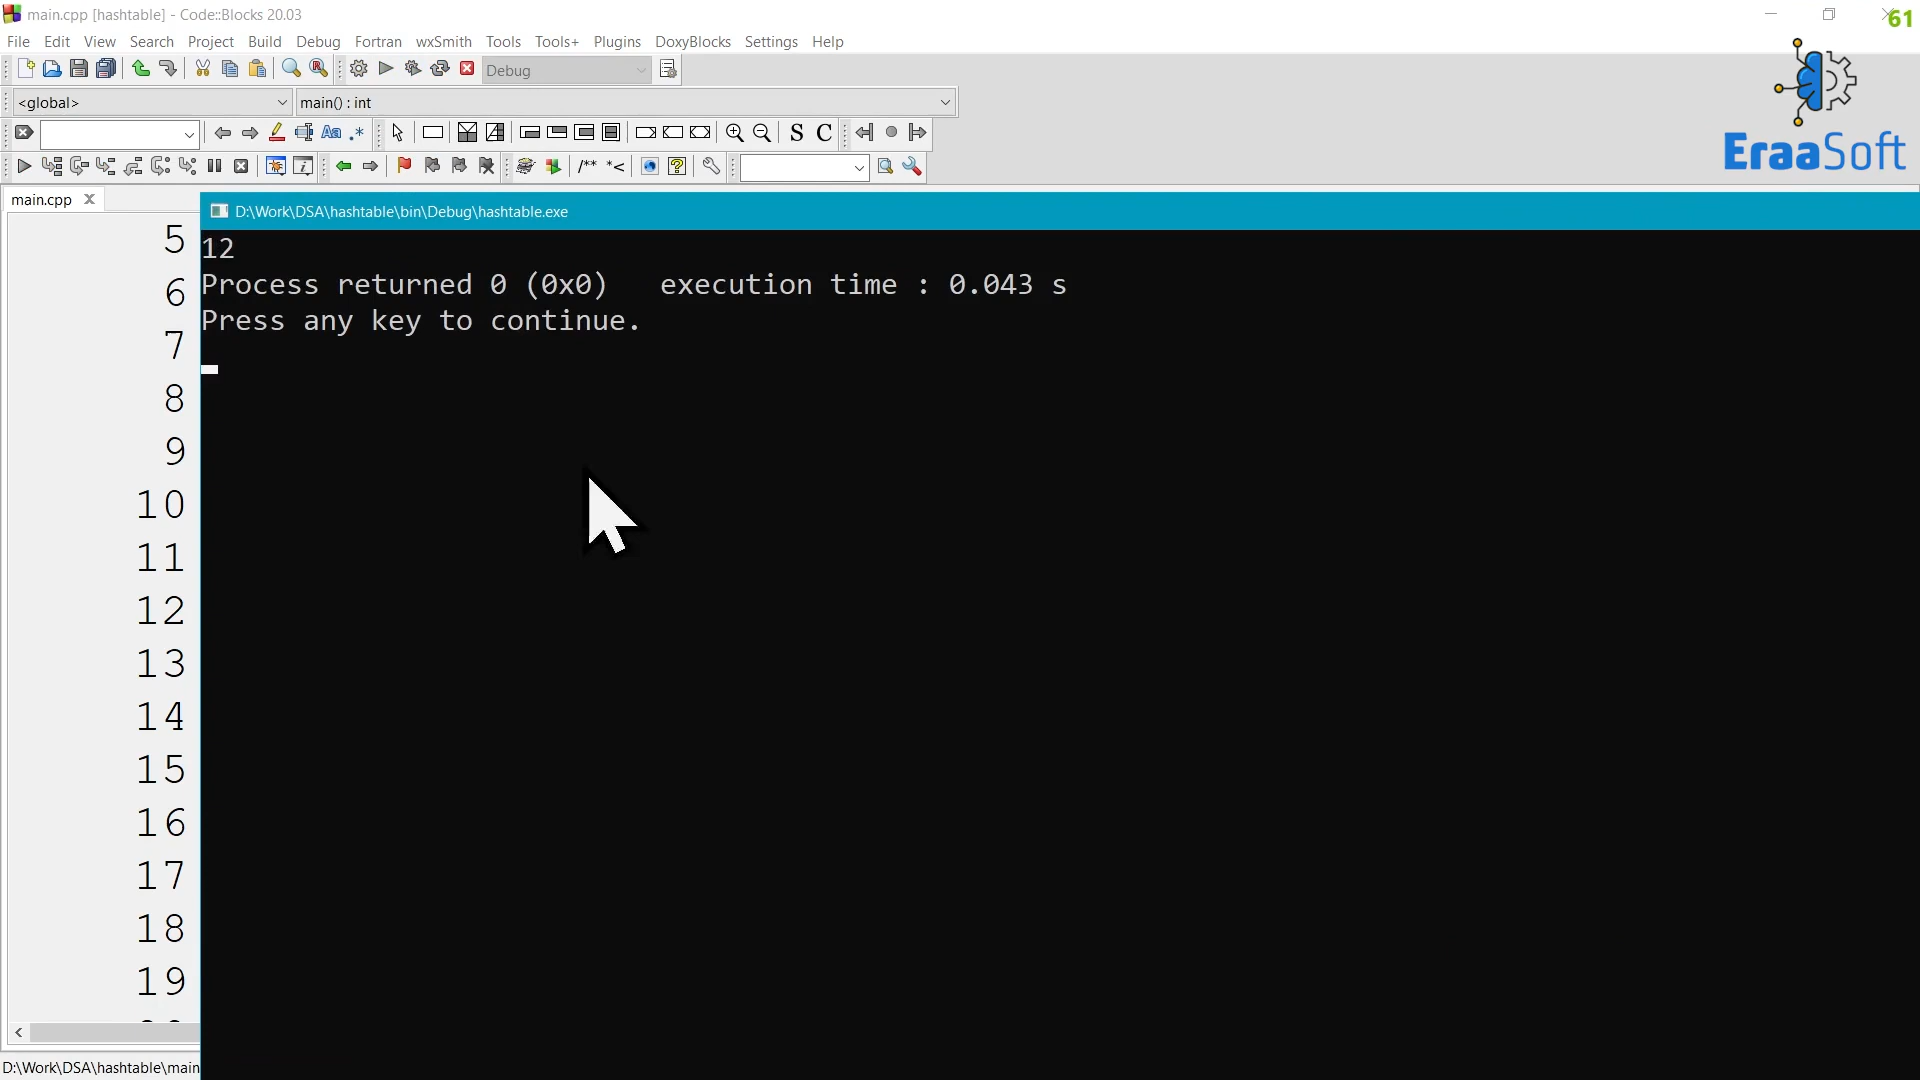 main.cpp [hashtable] - Code::Blocks 20.03
61
File Edit View Search Project Build Debug Fortran wxSmith Tools Tools+ Plugins DoxyBlocks Settings Help
Debug
<global> main() : int
Aa .* S C
/** *<
EraaSoft
main.cpp
D:\Work\DSA\hashtable\bin\Debug\hashtable.exe
12
Process returned 0 (0x0)   execution time : 0.043 s
Press any key to continue.
5
6
7
8
9
10
11
12
13
14
15
16
17
18
19
D:\Work\DSA\hashtable\main